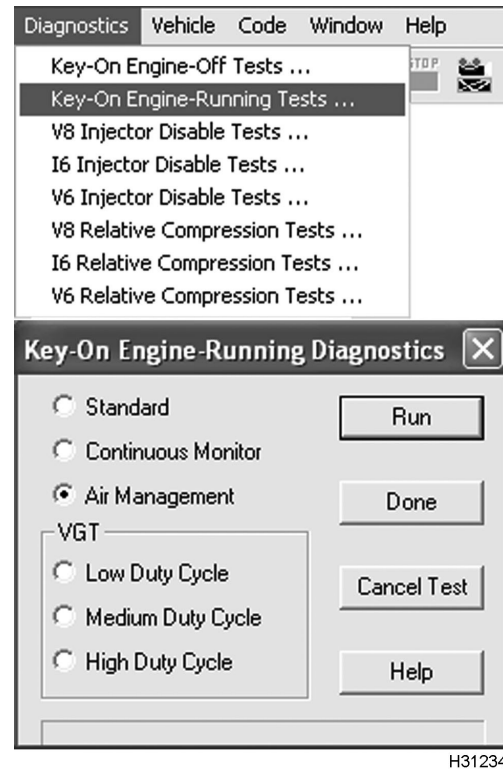 Diagnostics Vehicle Code Window Help
Key-On Engine-Off Tests ...
STOP
Key-On Engine-Running Tests ...
V8 Injector Disable Tests ...
I6 Injector Disable Tests ...
V6 Injector Disable Tests ...
V8 Relative Compression Tests ...
I6 Relative Compression Tests ...
V6 Relative Compression Tests ...
Key-On Engine-Running Diagnostics
Standard
Run
Continuous Monitor
Air Management
Done
VGT
Low Duty Cycle
Cancel Test
Medium Duty Cycle
High Duty Cycle
Help
H31234